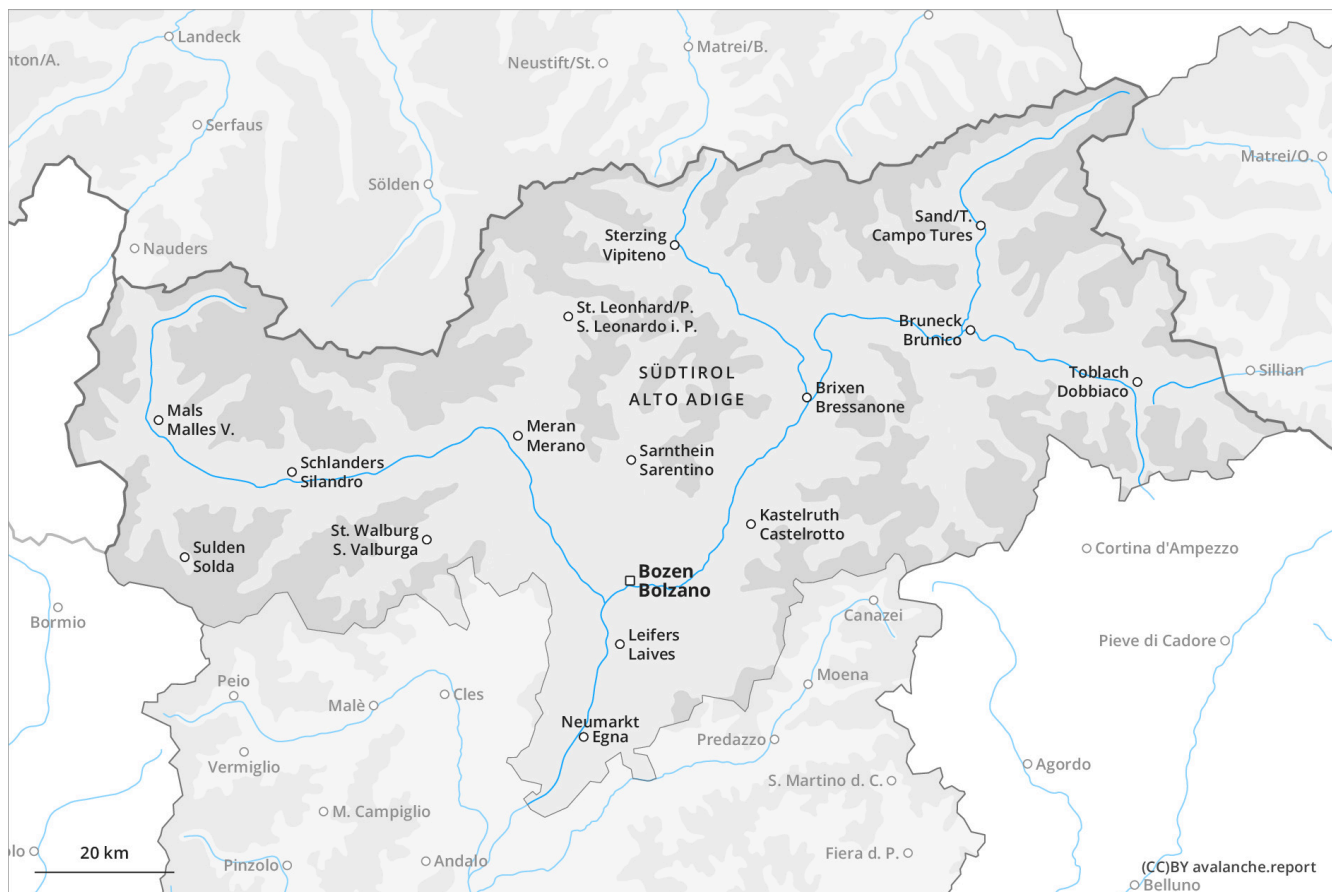 Landeck
nton/A.
Matrei/B.
Neustift/St.
Serfaus
Matrei/O.
Sölden
Sand/T.
Campo Tures
Sterzing
Vipiteno
Nauders
St. Leonhard/P.
S. Leonardo i. P.
Bruneck
Brunico
SÜDTIROL
ALTO ADIGE
Toblach
Dobbiaco
Sillian
Brixen
Bressanone
Mals
Malles V.
Meran
Merano
Schlanders
Silandro
Sarnthein
Sarentino
Kastelruth
Castelrotto
St. Walburg
S. Valburga
Sulden
Solda
Cortina d'Ampezzo
Bozen
Bolzano
Bormio
Canazei
Leifers
Laives
Pieve di Cadore
Peio
Malè
Cles
Moena
Neumarkt
Egna
Predazzo
Vermiglio
Agordo
S. Martino d. C.
M. Campiglio
olo
20 km
Pinzolo
Andalo
Fiera d. P.
(CC)BY avalanche.report
Belluno